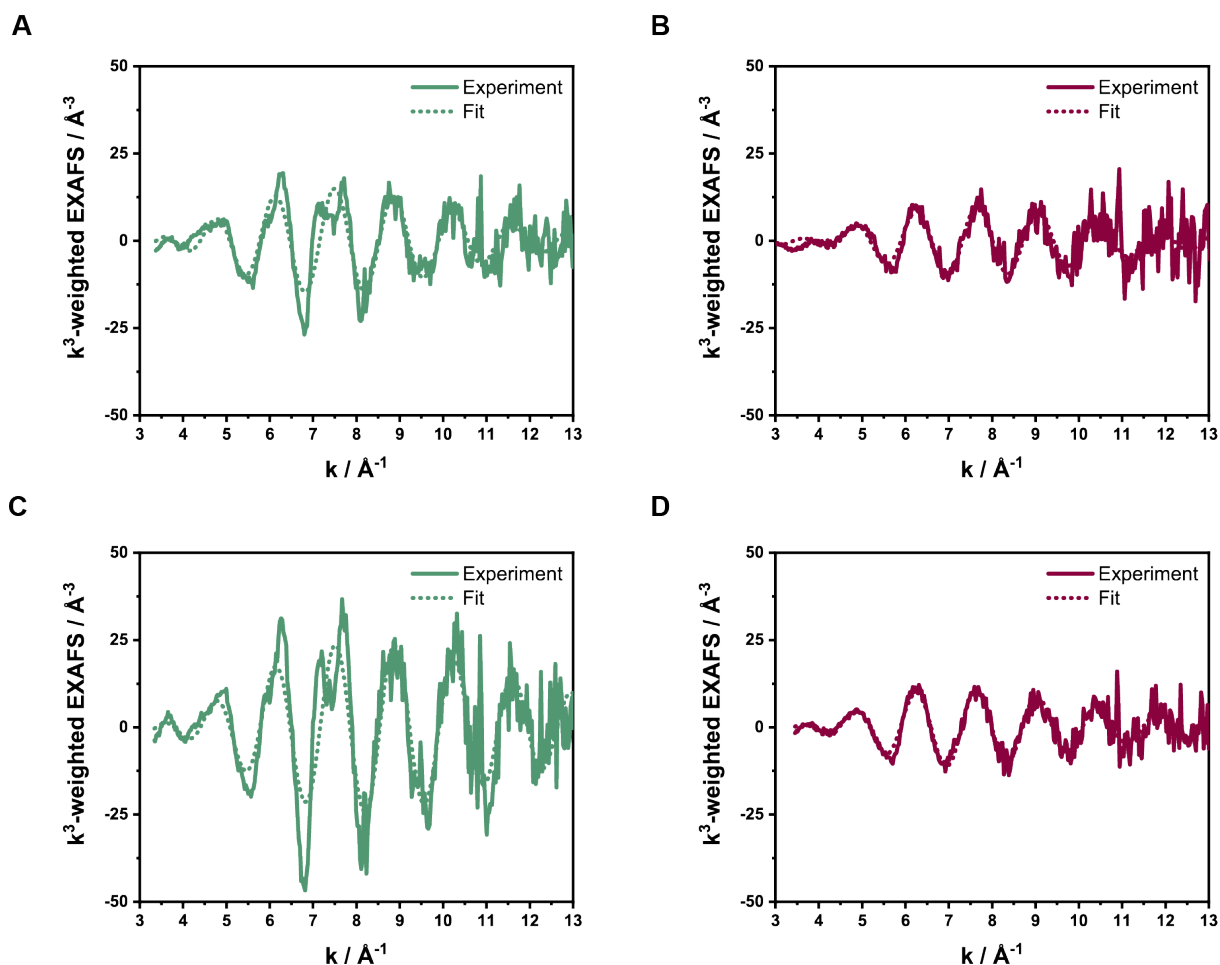 A
k³-weighted EXAFS / Å⁻³
50
25
0
-25
-50
Experiment
Fit
3 4 5 6 7 8 9 10 11 12 13
k / Å⁻¹
B
k³-weighted EXAFS / Å⁻³
50
25
0
-25
-50
Experiment
Fit
3 4 5 6 7 8 9 10 11 12 13
k / Å⁻¹
C
k³-weighted EXAFS / Å⁻³
50
25
0
-25
-50
Experiment
Fit
3 4 5 6 7 8 9 10 11 12 13
k / Å⁻¹
D
k³-weighted EXAFS / Å⁻³
50
25
0
-25
-50
Experiment
Fit
3 4 5 6 7 8 9 10 11 12 13
k / Å⁻¹